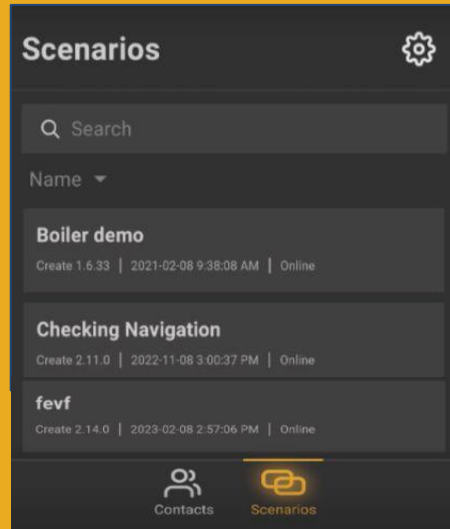 Scenarios
Search
Name
Boiler demo
Create 1.6.33 | 2021-02-08 9:38:08 AM | Online
Checking Navigation
Create 2.11.0 | 2022-11-08 3:00:37 PM | Online
fevf
Create 2.14.0 | 2023-02-08 2:57:06 PM | Online
Contacts Scenarios